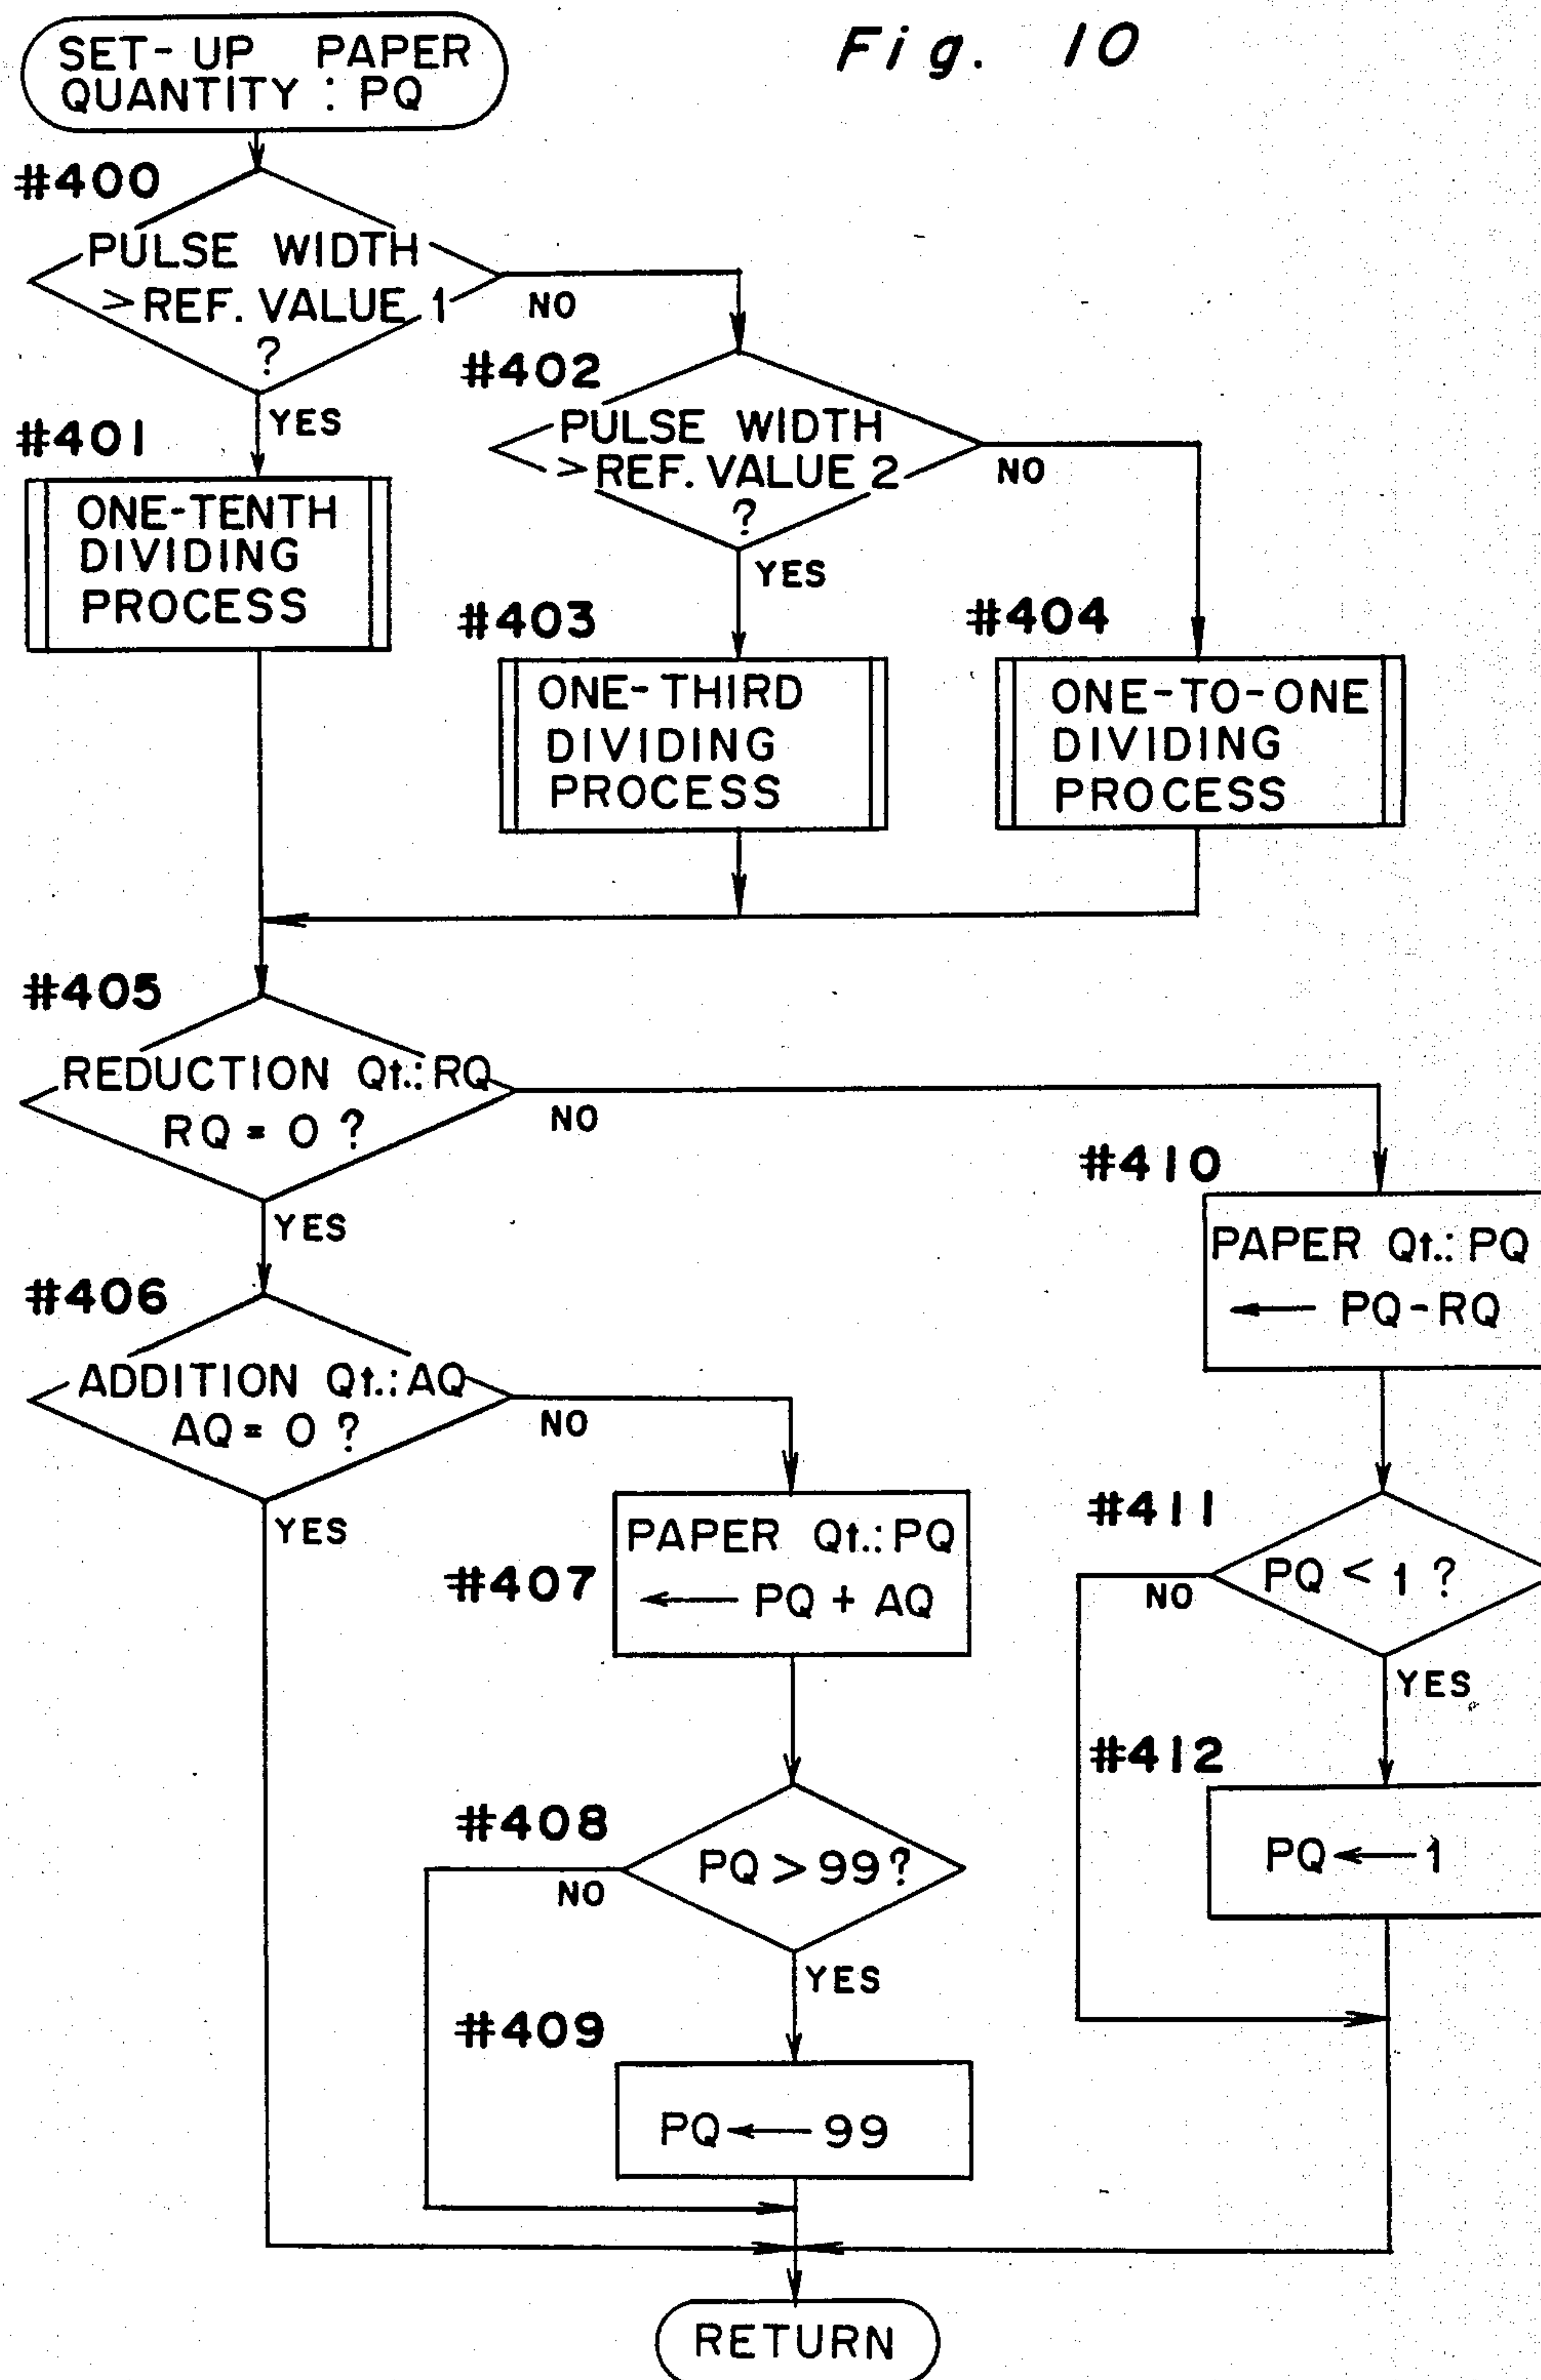 Fig. 10
SET-UP PAPER
QUANTITY : PQ
#400
PULSE WIDTH
> REF. VALUE 1
?
NO
YES
#402
PULSE WIDTH
> REF. VALUE 2
?
NO
YES
#401
ONE-TENTH
DIVIDING
PROCESS
#403
ONE-THIRD
DIVIDING
PROCESS
#404
ONE-TO-ONE
DIVIDING
PROCESS
#405
REDUCTION Qt.: RQ
RQ = 0 ?
NO
YES
#406
ADDITION Qt.: AQ
AQ = 0 ?
NO
YES
#407
PAPER Qt.: PQ
← PQ + AQ
#408
PQ > 99 ?
NO
YES
#409
PQ ← 99
#410
PAPER Qt.: PQ
← PQ - RQ
#411
PQ < 1 ?
NO
YES
#412
PQ ← 1
RETURN